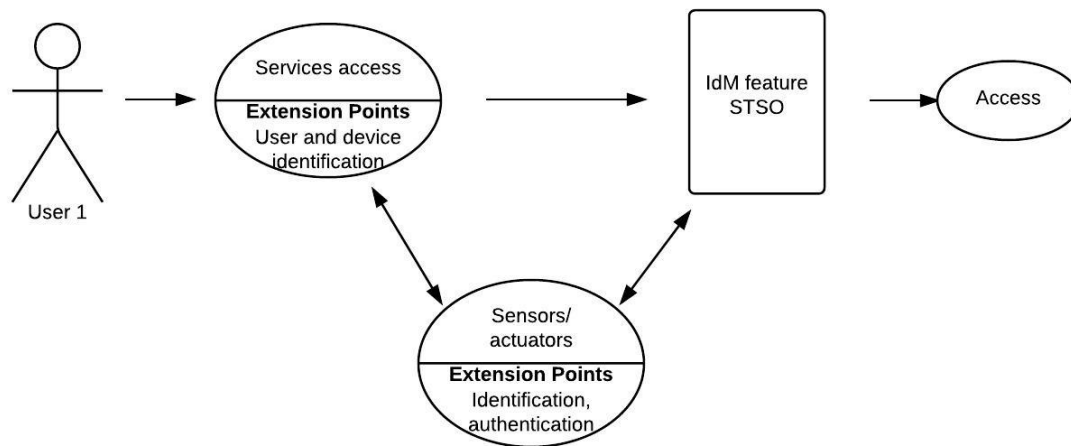 Services access
Extension Points
User and device
identification
IdM feature
STSO
Access
User 1
Sensors/
actuators
Extension Points
Identification,
authentication